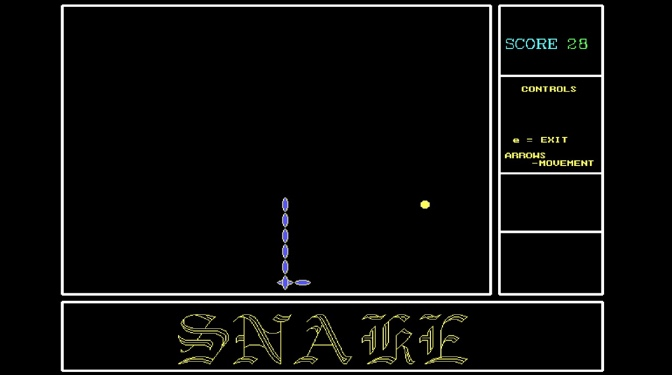 SCORE 28
CONTROLS
e = EXIT
ARROWS
-MOVEMENT
SNAKE